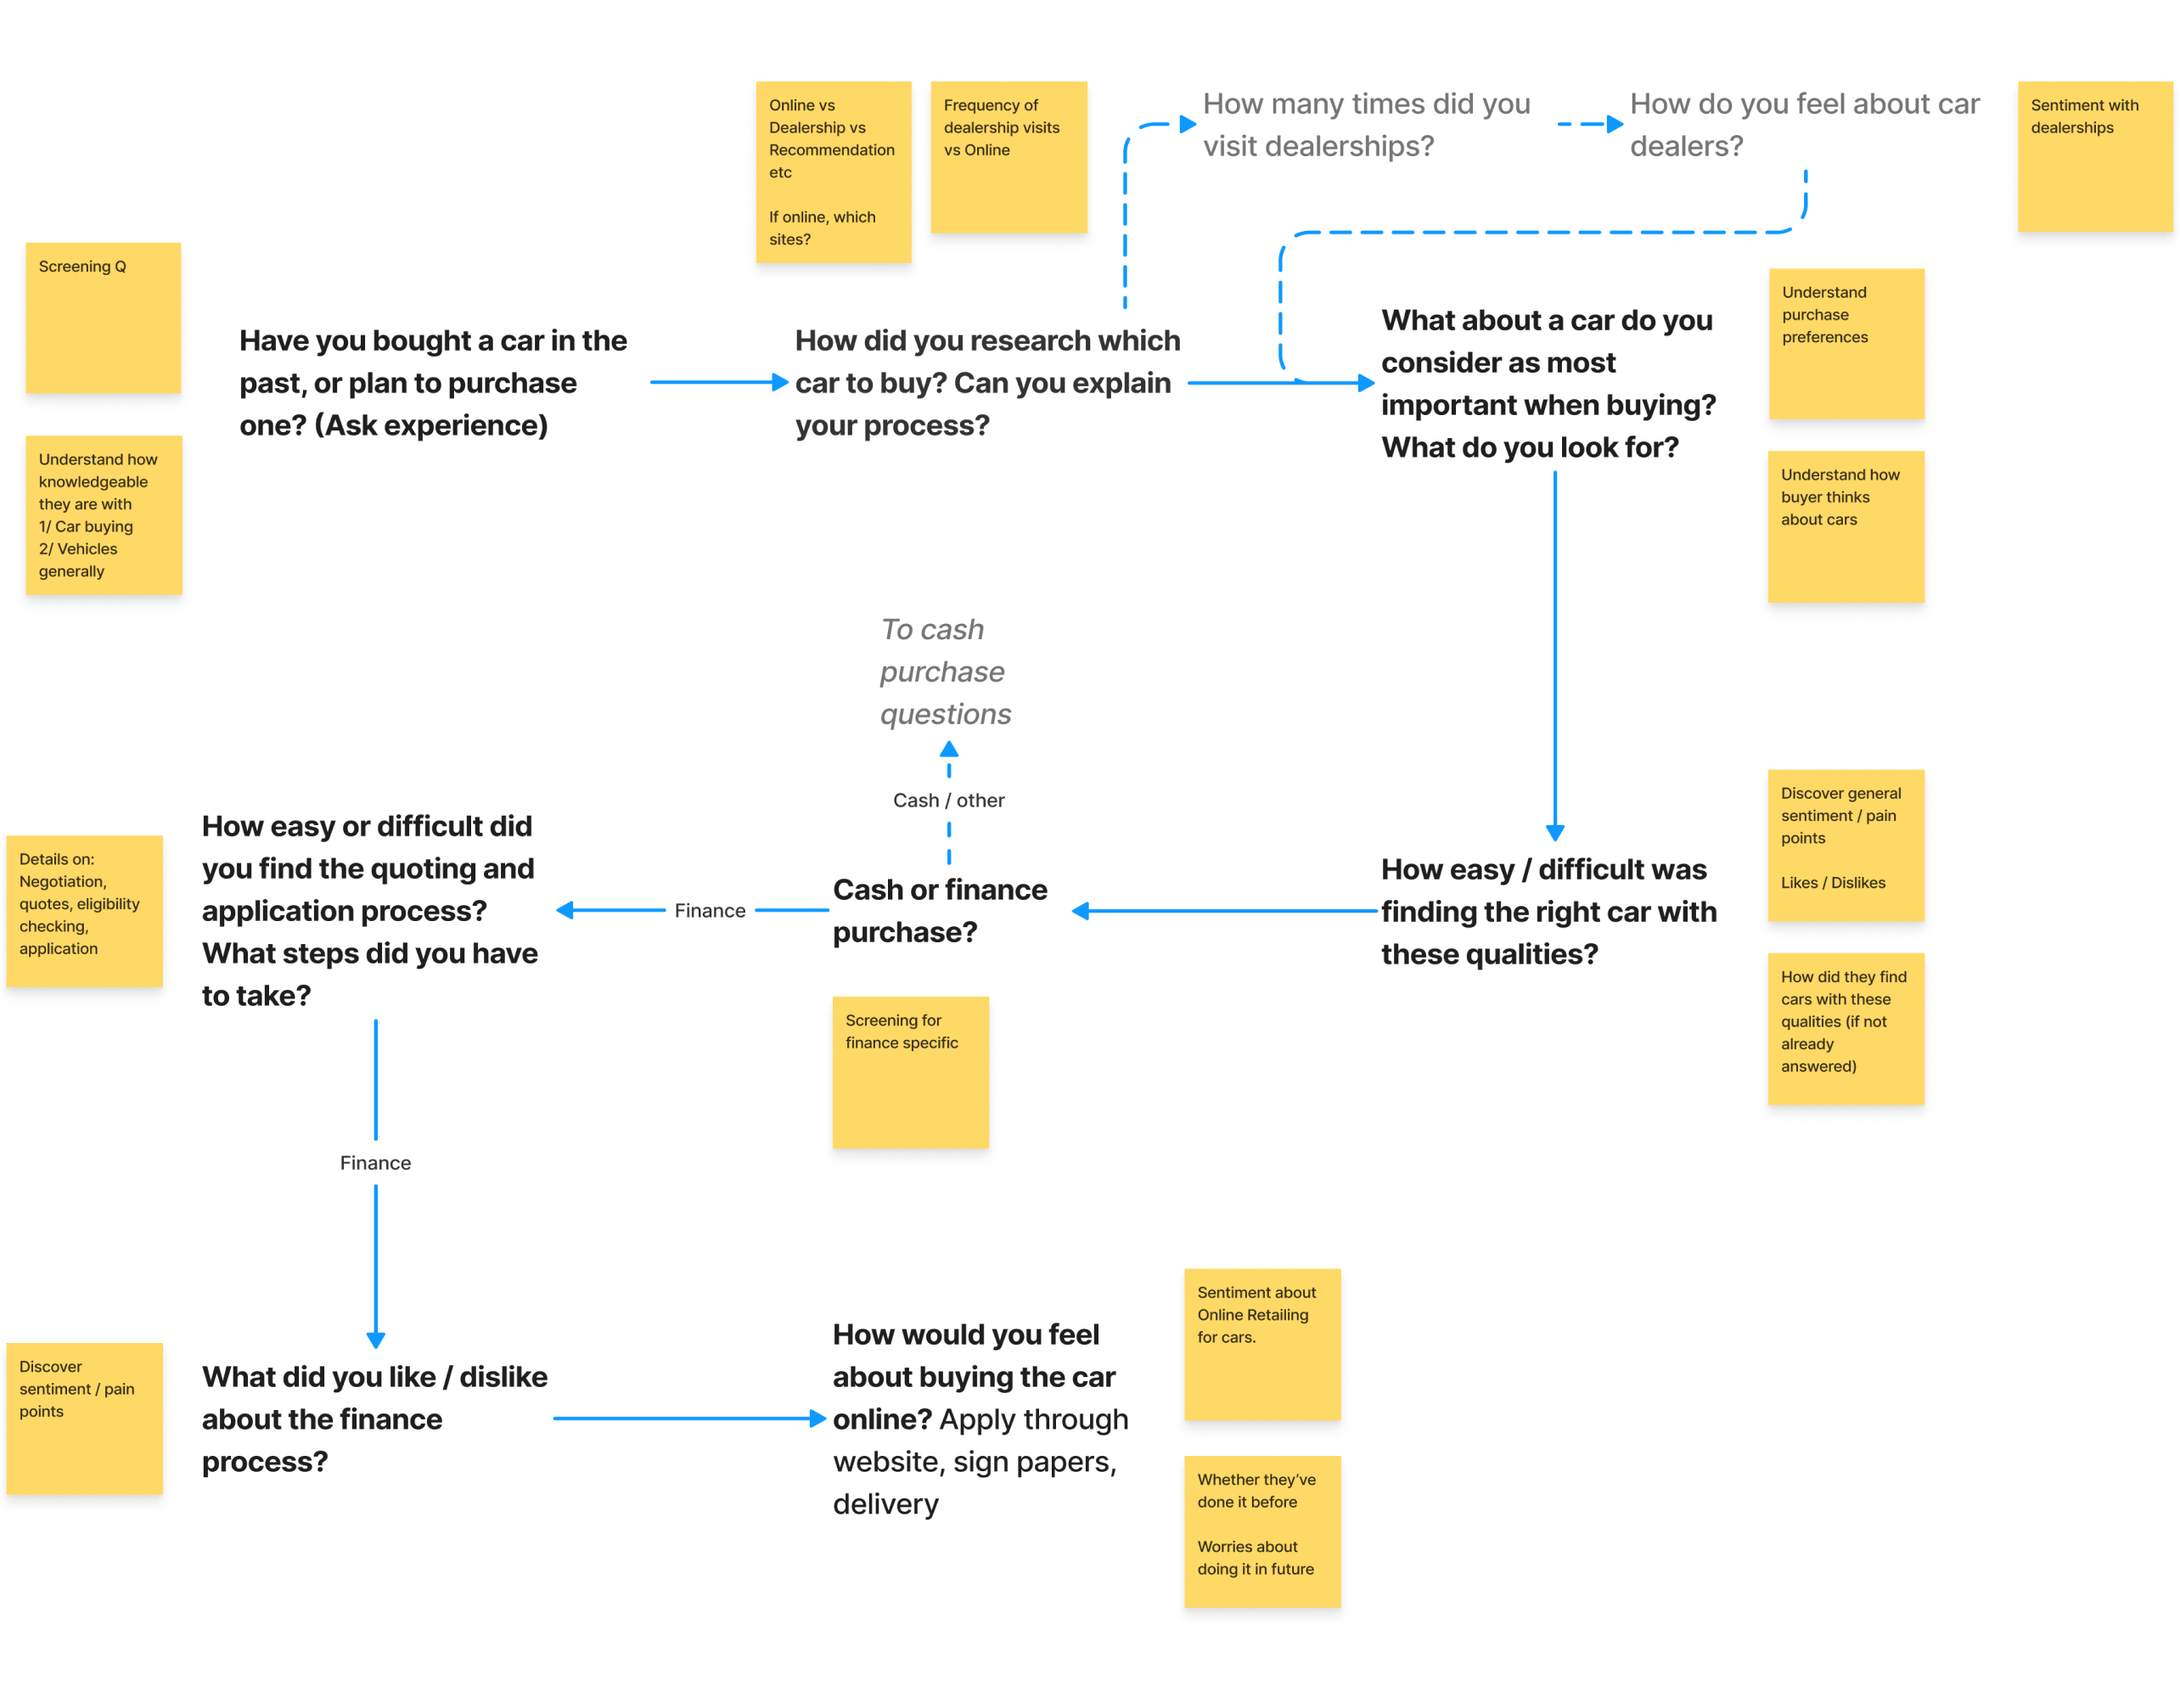 Online vs
Dealership vs
Recommendation
etc
If online, which
sites?
Frequency of
dealership visits
vs Online
How many times did you
visit dealerships?
How do you feel about car
dealers?
Sentiment with
dealerships
Screening Q
Understand how
knowledgeable
they are with
1/ Car buying
2/ Vehicles
generally
Have you bought a car in the
past, or plan to purchase
one? (Ask experience)
How did you research which
car to buy? Can you explain
your process?
What about a car do you
consider as most
important when buying?
What do you look for?
Understand
purchase
preferences
Understand how
buyer thinks
about cars
To cash
purchase
questions
Cash / other
Details on:
Negotiation,
quotes, eligibility
checking,
application
How easy or difficult did
you find the quoting and
application process?
What steps did you have
to take?
Finance
Cash or finance
purchase?
Screening for
finance specific
How easy / difficult was
finding the right car with
these qualities?
Discover general
sentiment / pain
points
Likes / Dislikes
How did they find
cars with these
qualities (if not
already
answered)
Finance
Discover
sentiment / pain
points
What did you like / dislike
about the finance
process?
How would you feel
about buying the car
online? Apply through
website, sign papers,
delivery
Sentiment about
Online Retailing
for cars.
Whether they’ve
done it before
Worries about
doing it in future